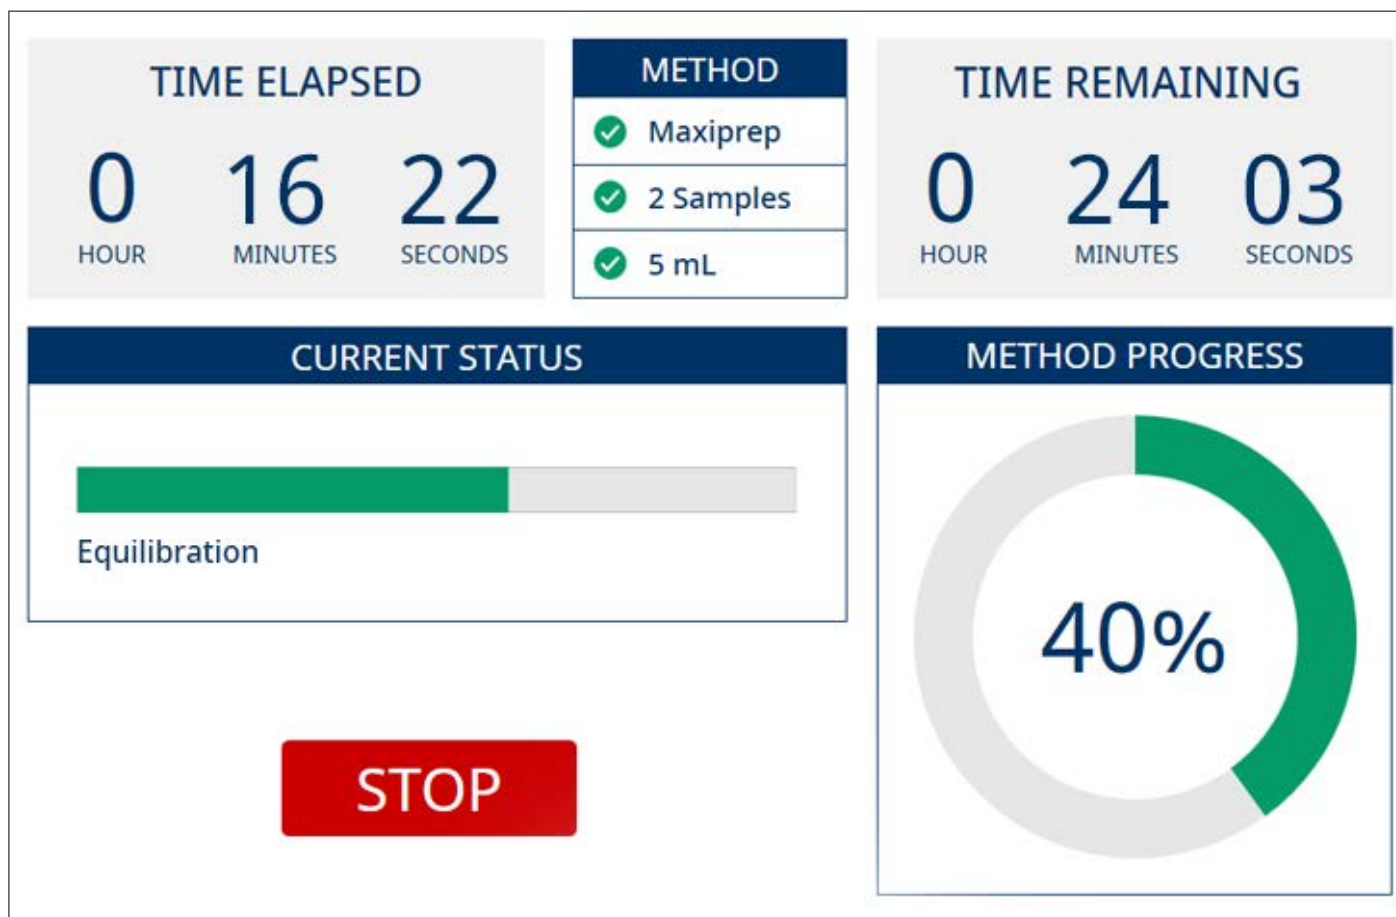 TIME ELAPSED
0 16 22
HOUR MINUTES SECONDS
METHOD
Maxiprep
2 Samples
5 mL
TIME REMAINING
0 24 03
HOUR MINUTES SECONDS
CURRENT STATUS
Equilibration
METHOD PROGRESS
40%
STOP